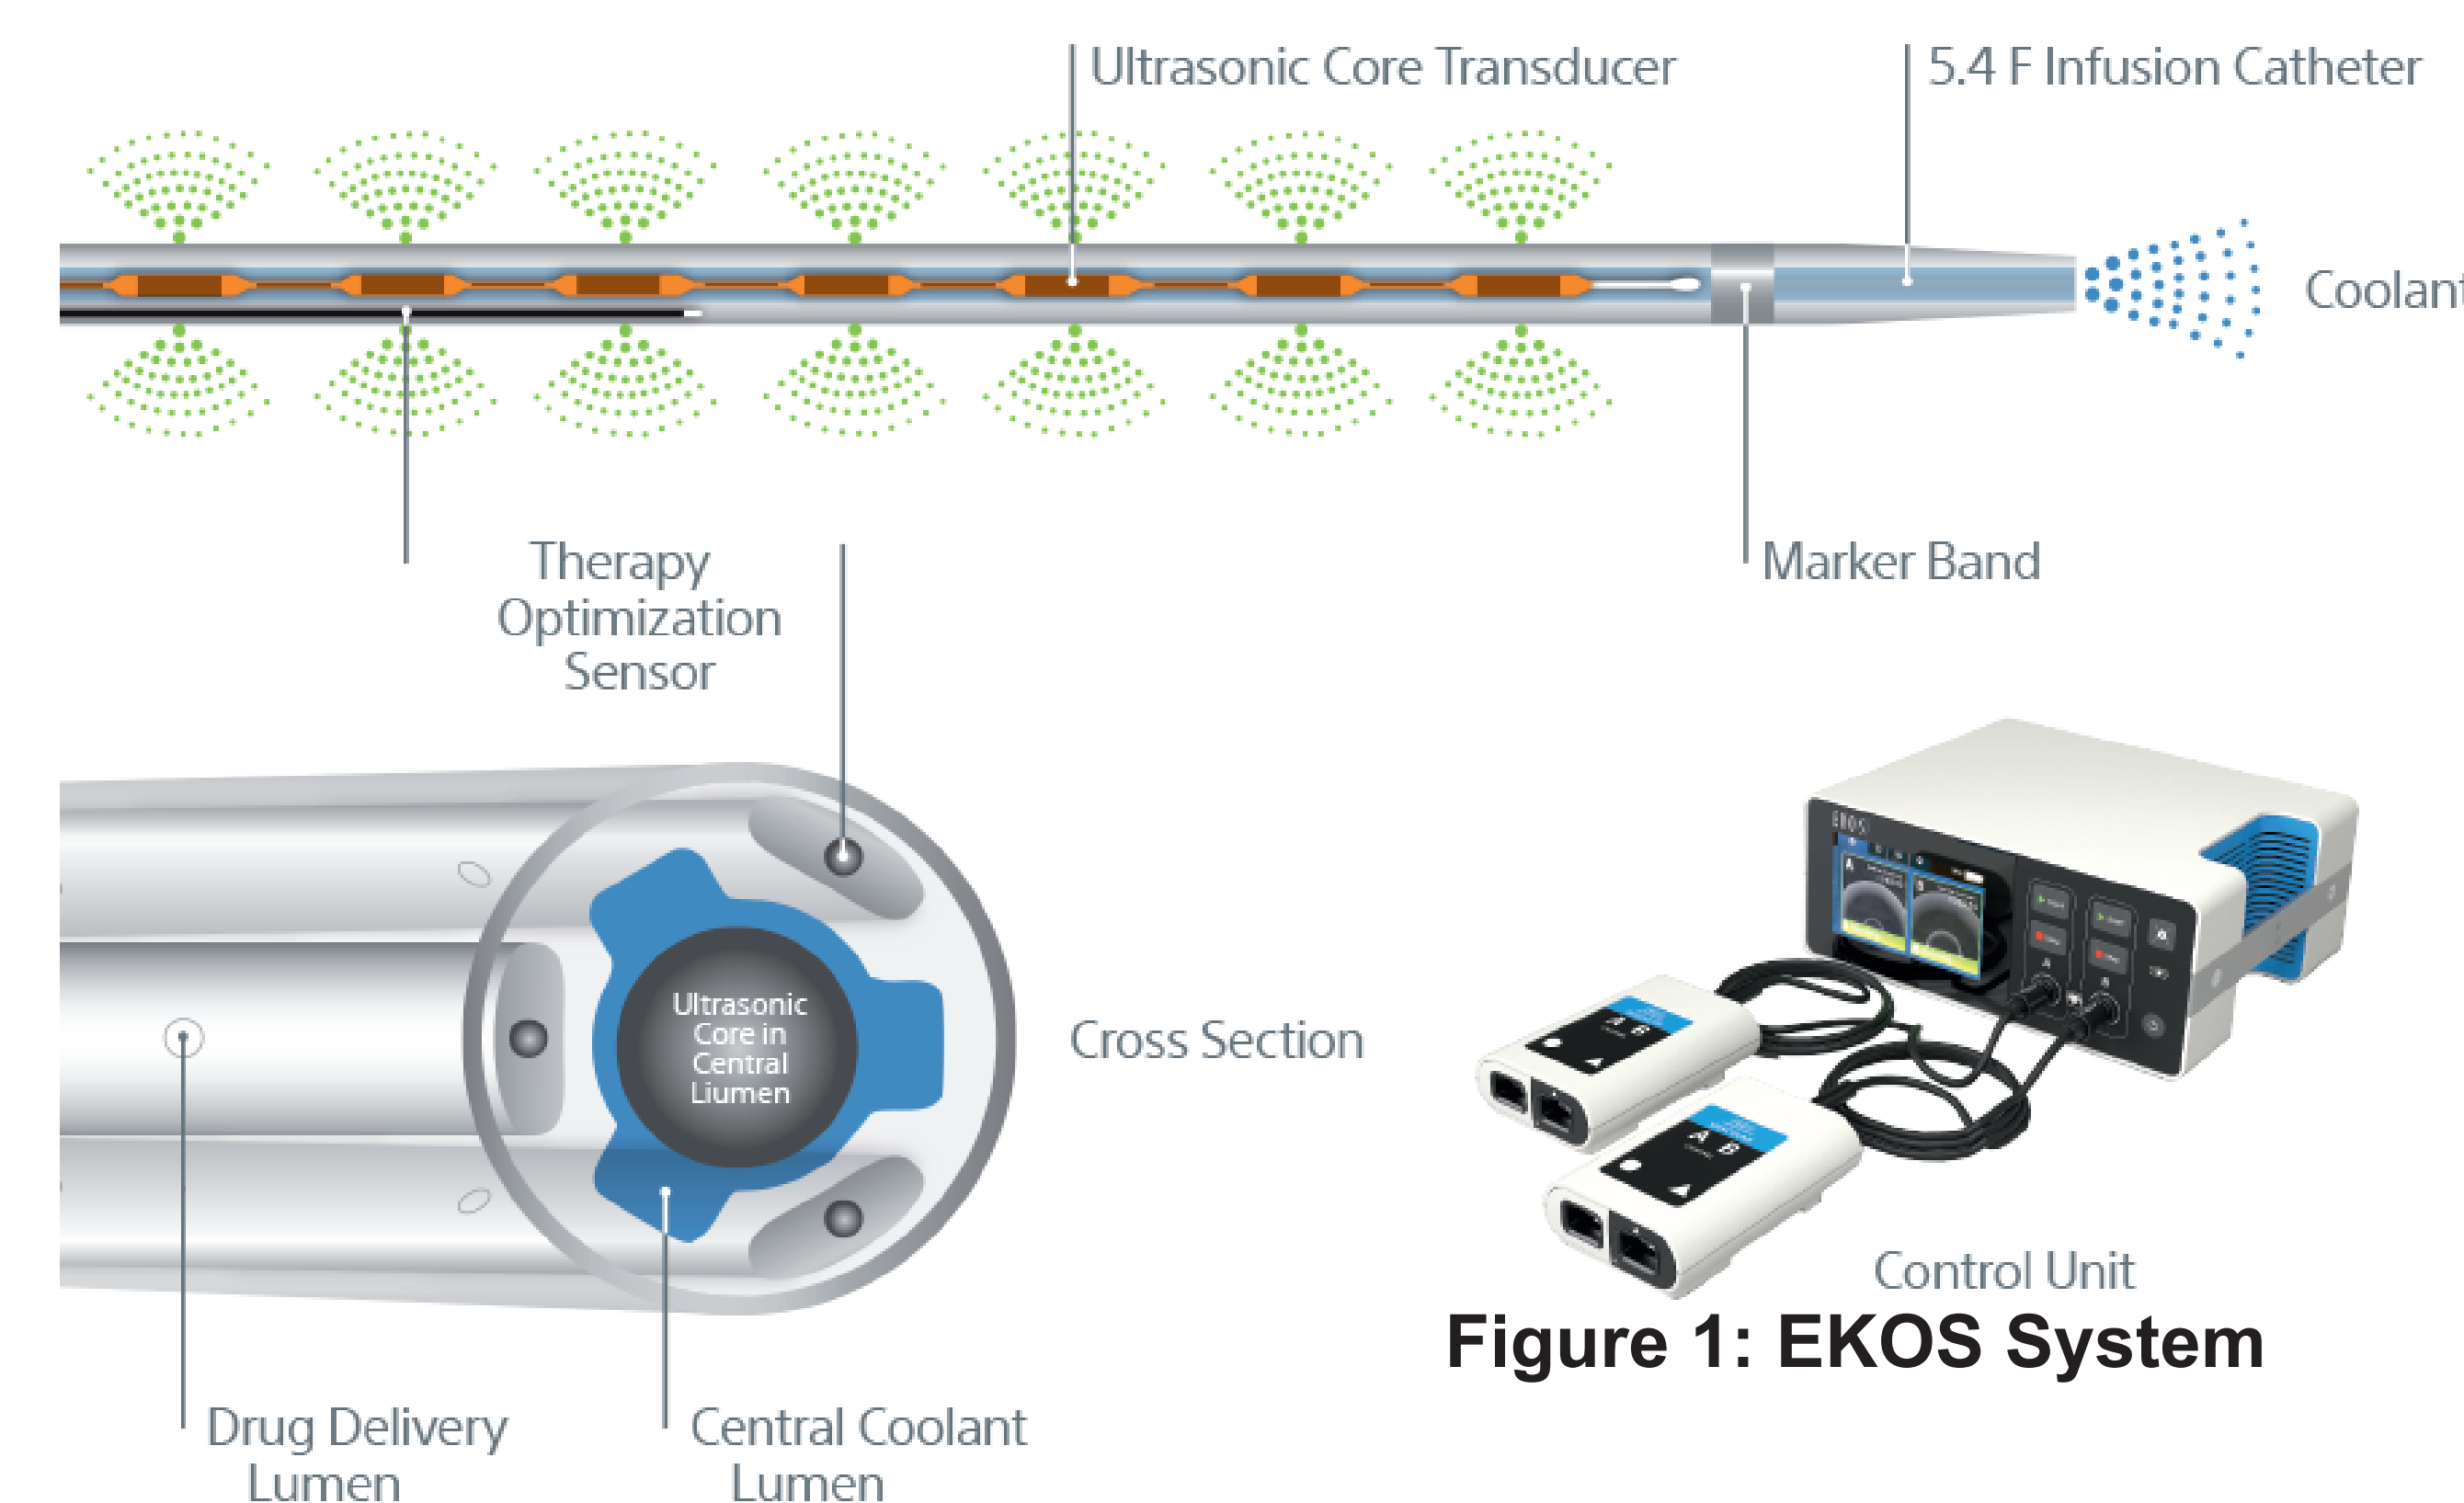 Ultrasonic Core Transducer
5.4 F Infusion Catheter
Coolant
Therapy
Optimization
Sensor
Marker Band
EKOS
Ultrasonic
Core in
Central
Liumen
Cross Section
A B
A B
A
B
Control Unit
Figure 1: EKOS System
Drug Delivery
Lumen
Central Coolant
Lumen